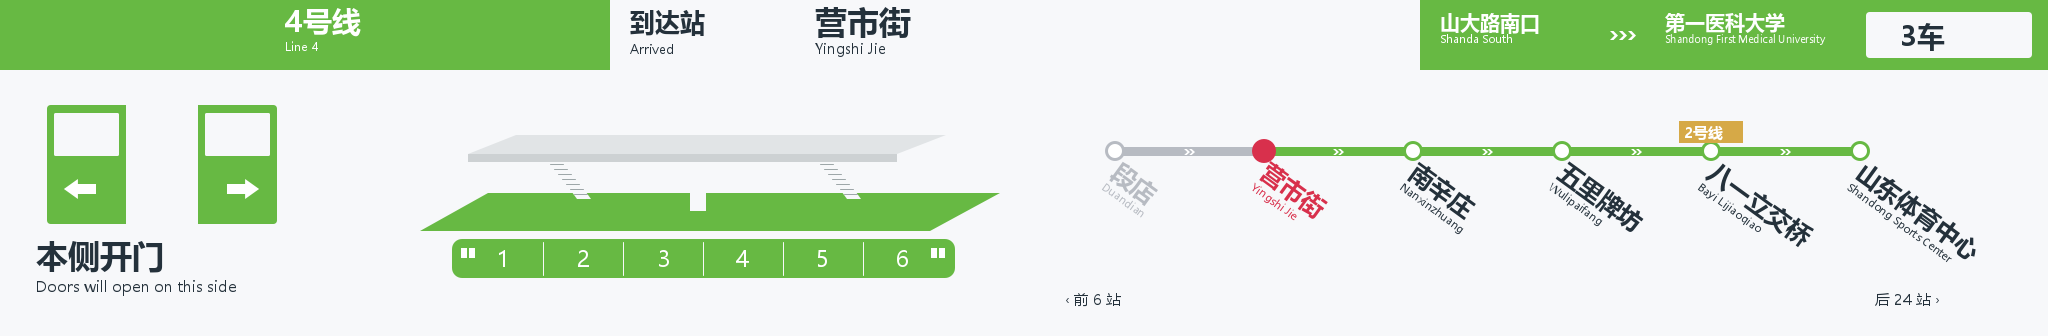 4号线
Line 4
到达站
Arrived
营市街
Yingshi Jie
山大路南口
Shanda South
›››
第一医科大学
Shandong First Medical University
3车
本侧开门
Doors will open on this side
1 2 3 4 5 6
2号线
段店
Duandian
营市街
Yingshi Jie
南辛庄
Nanxinzhuang
五里牌坊
Wulipaifang
八一立交桥
Bayi Lijiaoqiao
山东体育中心
Shandong Sports Center
‹ 前 6 站
后 24 站 ›